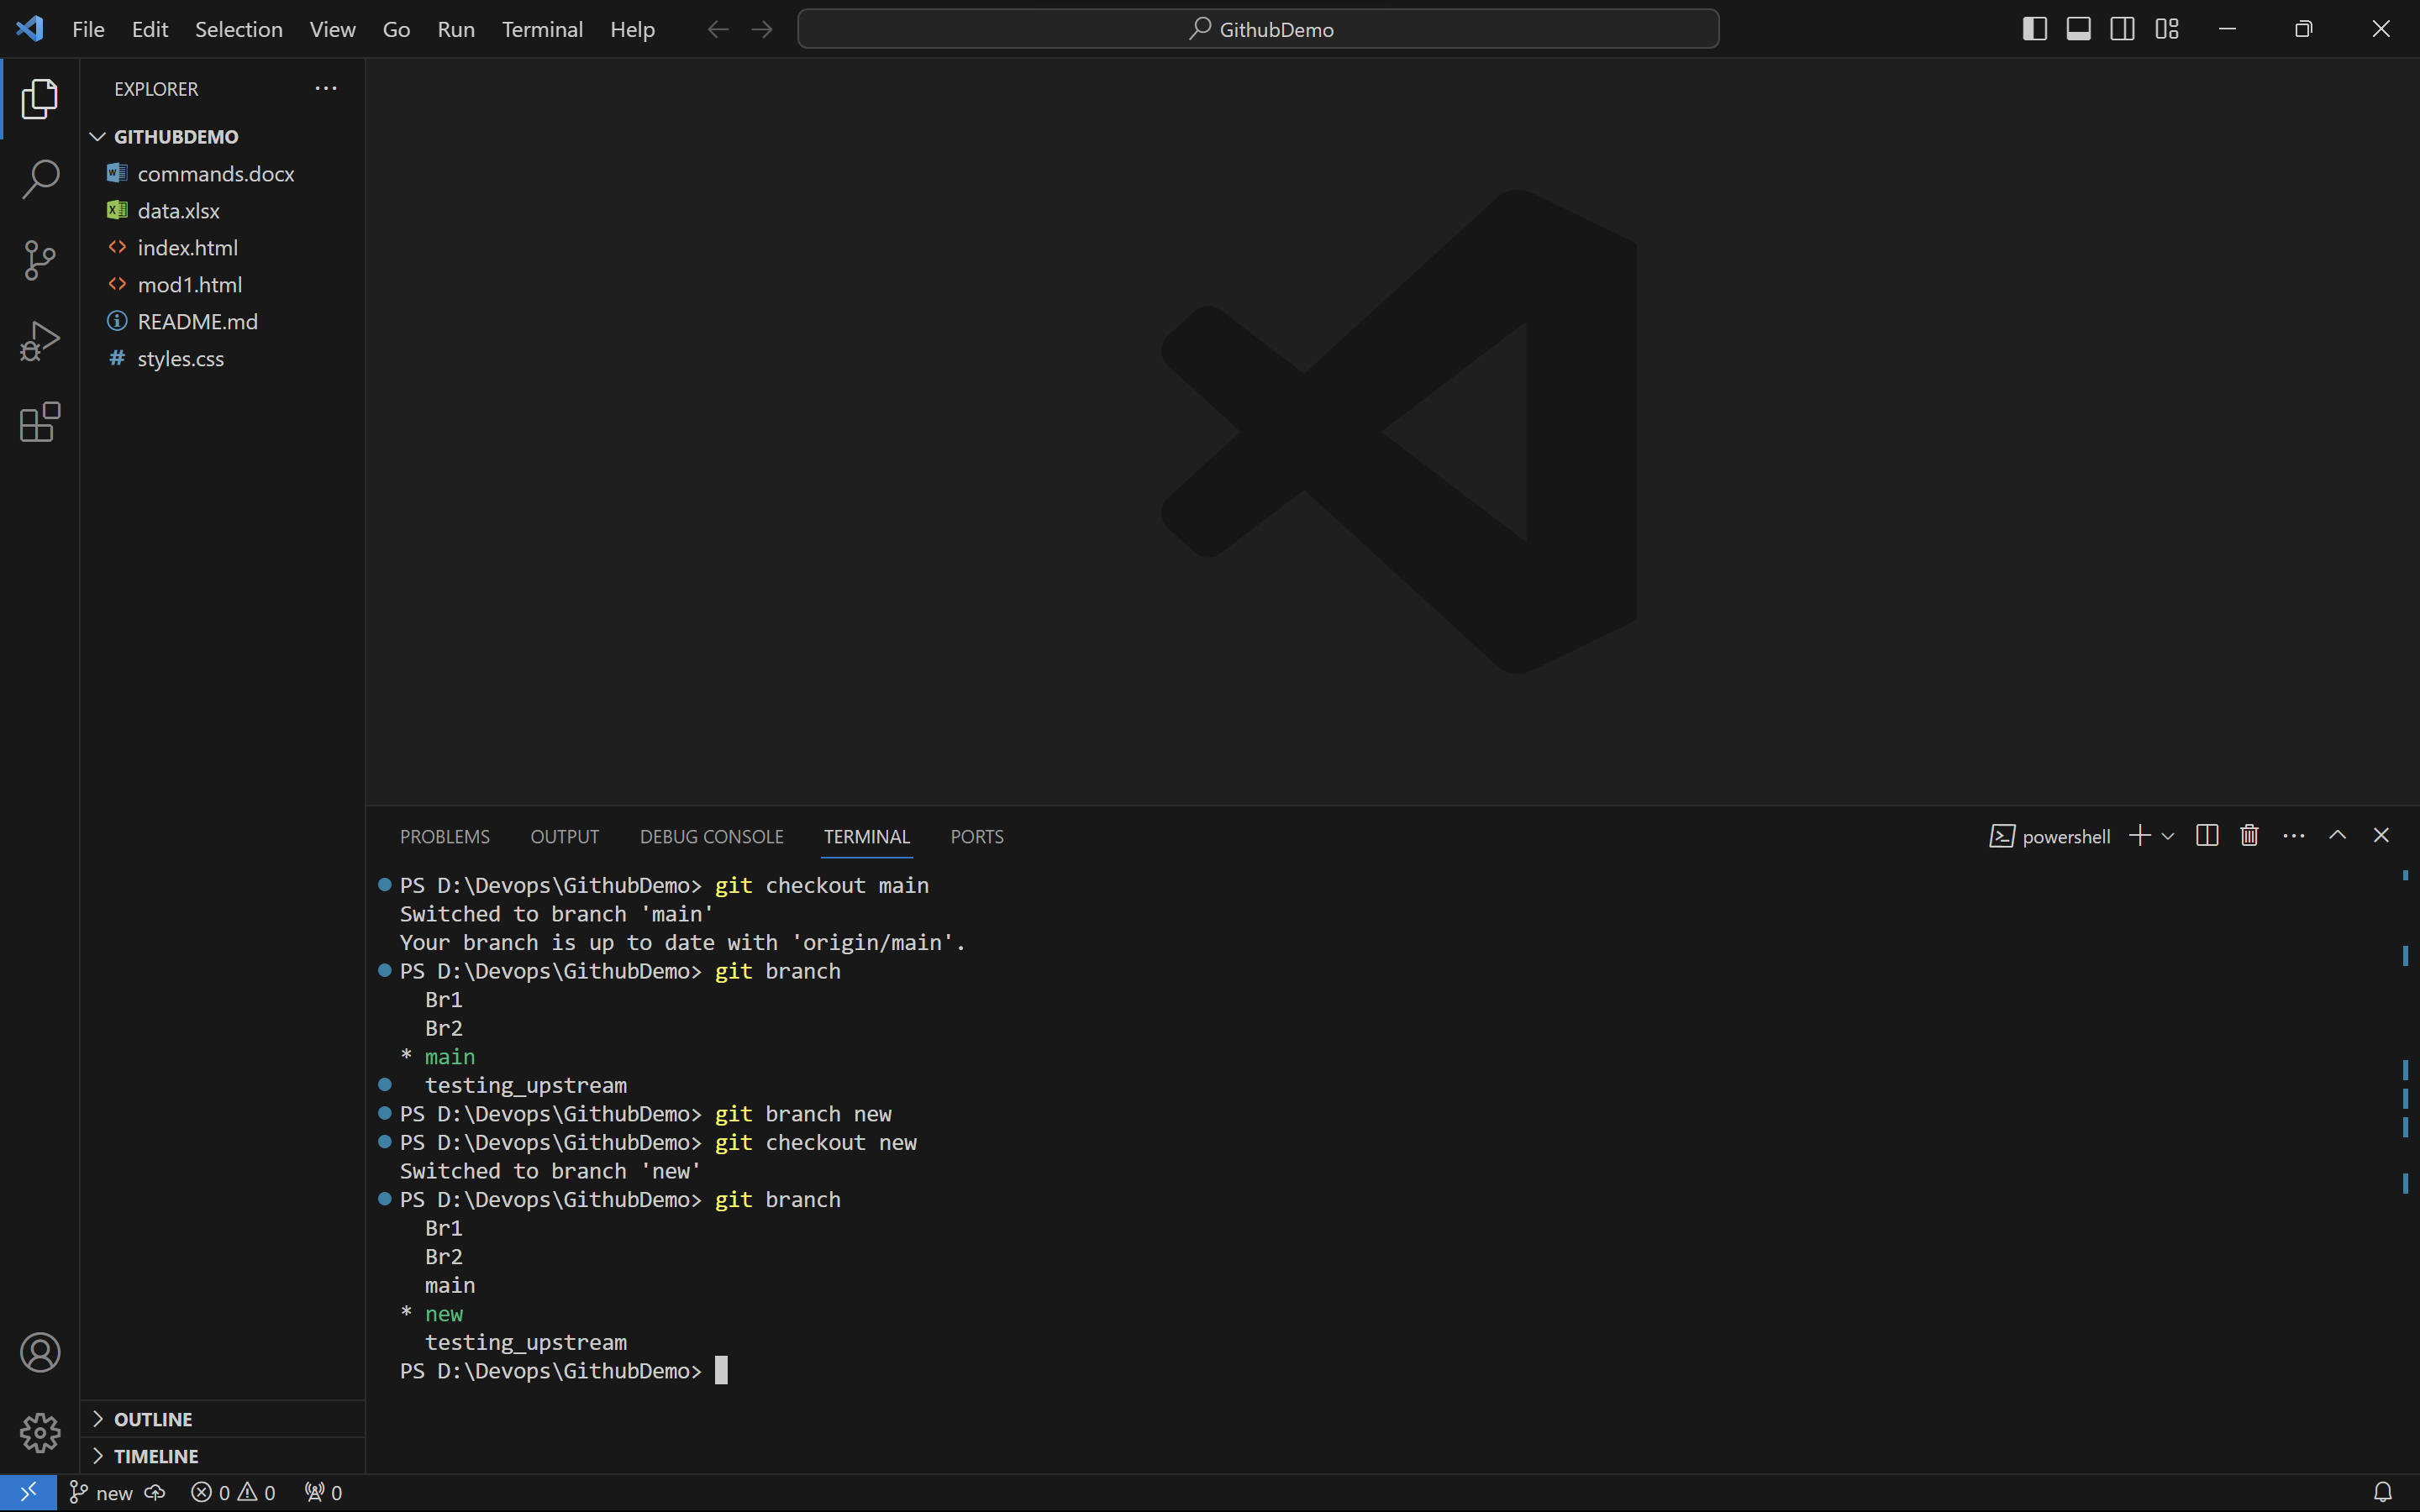 File Edit Selection View Go Run Terminal Help GithubDemo
EXPLORER
GITHUBDEMO
commands.docx
data.xlsx
index.html
mod1.html
README.md
styles.css
PROBLEMS OUTPUT DEBUG CONSOLE TERMINAL PORTS powershell
PS D:\Devops\GithubDemo> git checkout main
Switched to branch 'main'
Your branch is up to date with 'origin/main'.
PS D:\Devops\GithubDemo> git branch
Br1
Br2
* main
testing_upstream
PS D:\Devops\GithubDemo> git branch new
PS D:\Devops\GithubDemo> git checkout new
Switched to branch 'new'
PS D:\Devops\GithubDemo> git branch
Br1
Br2
main
* new
testing_upstream
PS D:\Devops\GithubDemo>
OUTLINE
TIMELINE
new 0 0 0